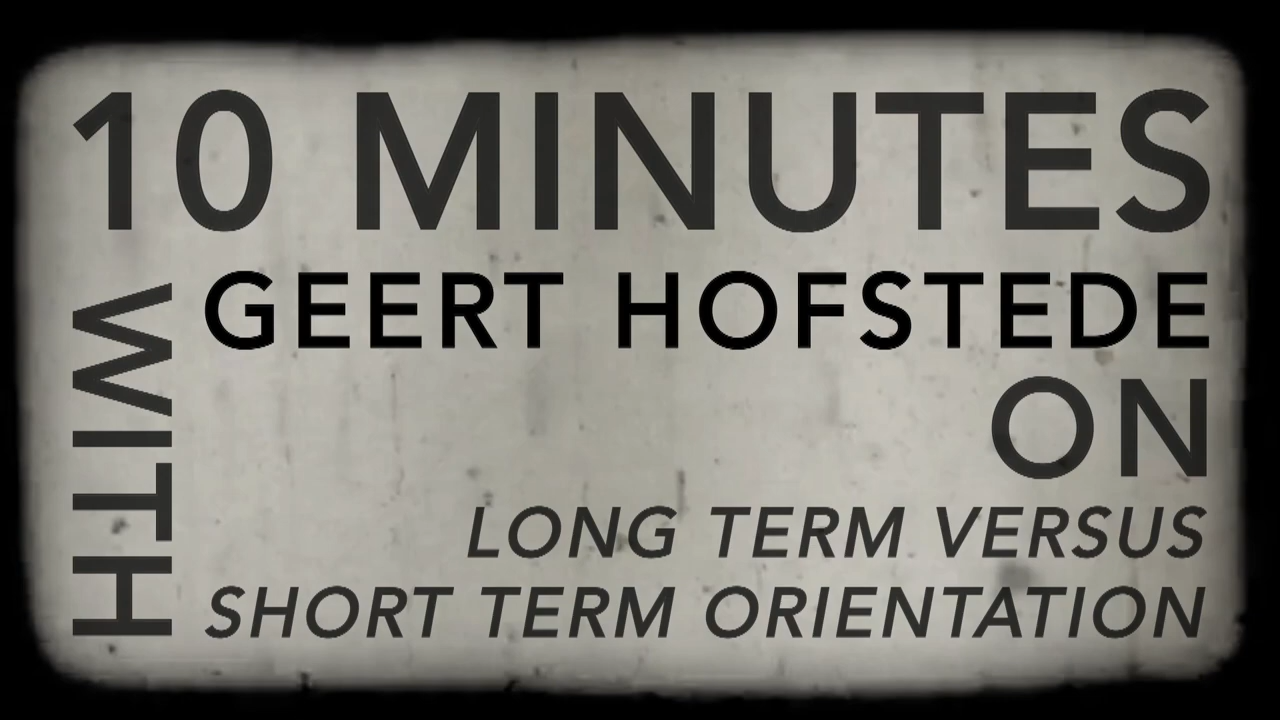 10 MINUTES
WITH
GEERT HOFSTEDE
ON
LONG TERM VERSUS
SHORT TERM ORIENTATION